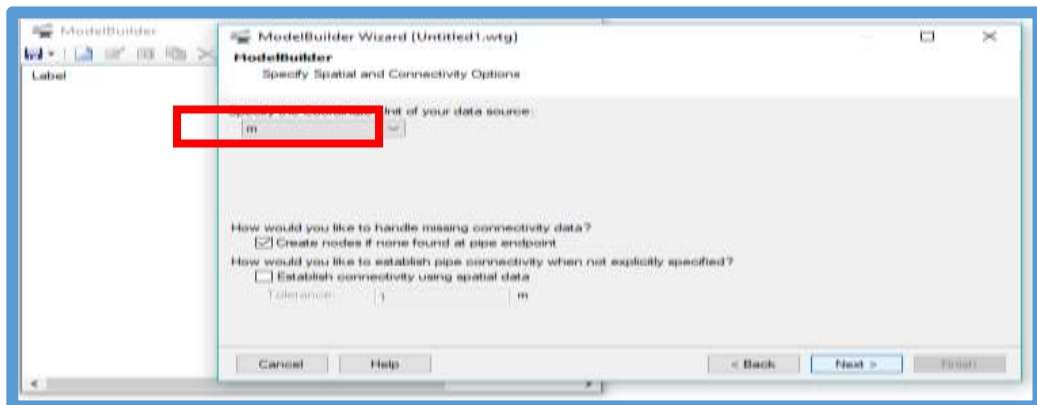 ModelBuilder
Label
ModelBuilder Wizard (Untitled1.wtg)
ModelBuilder
Specify Spatial and Connectivity Options
Specify the Coordinate Unit of your data source:
m
How would you like to handle missing connectivity data?
Create nodes if none found at pipe endpoint
How would you like to establish pipe connectivity when not explicitly specified?
Establish connectivity using spatial data
Tolerance: 1 m
Cancel Help < Back Next > Finish